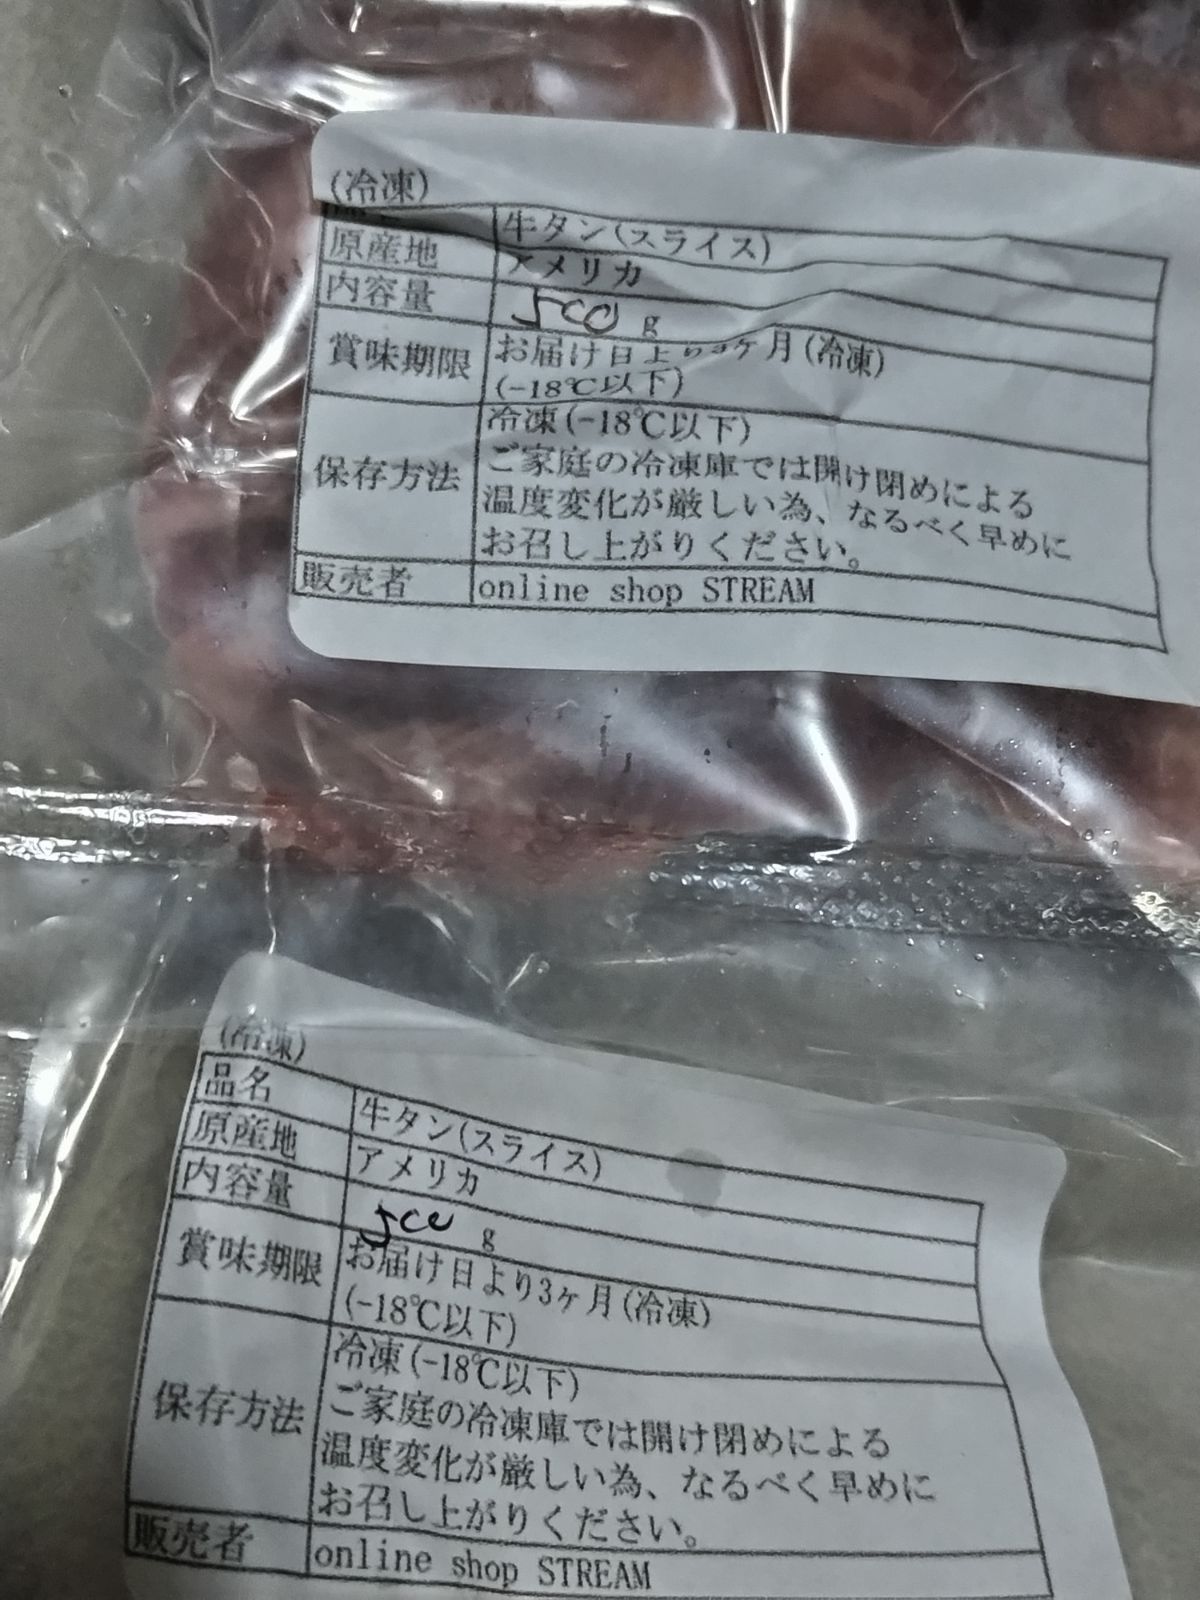 (冷凍)
牛タン(スライス)
原産地 アメリカ
内容量 500 g
賞味期限 お届け日より3ケ月(冷凍)
(-18℃以下)
保存方法 冷凍(-18℃以下)
ご家庭の冷凍庫では開け閉めによる
温度変化が厳しい為、なるべく早めに
お召し上がりください。
販売者 online shop STREAM
(冷凍)
品名 牛タン(スライス)
原産地 アメリカ
内容量 500 g
賞味期限 お届け日より3ケ月(冷凍)
(-18℃以下)
保存方法 冷凍(-18℃以下)
ご家庭の冷凍庫では開け閉めによる
温度変化が厳しい為、なるべく早めに
お召し上がりください。
販売者 online shop STREAM